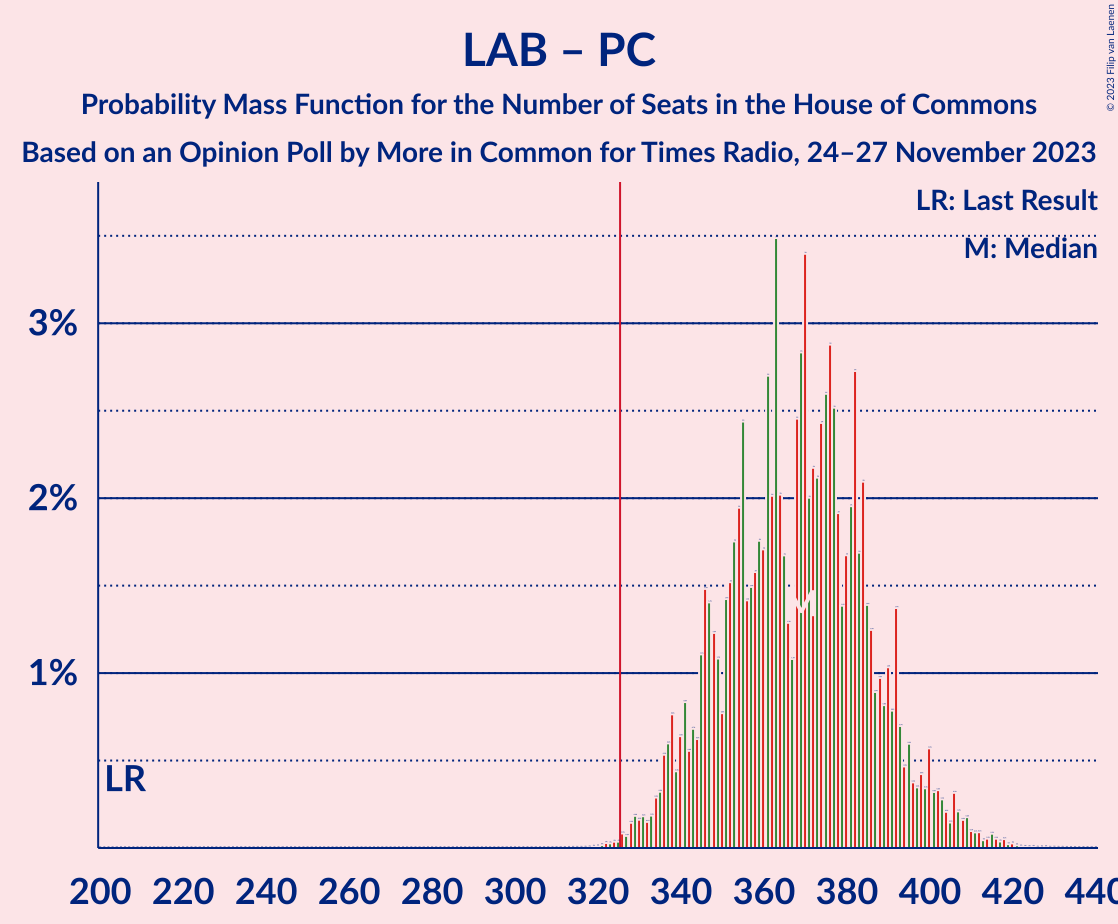 LAB – PC
Probability Mass Function for the Number of Seats in the House of Commons
Based on an Opinion Poll by More in Common for Times Radio, 24–27 November 2023
© 2023 Filip van Laenen
LR: Last Result
M: Median
3%
2%
1%
LR
200 220 240 260 280 300 320 340 360 380 400 420 440